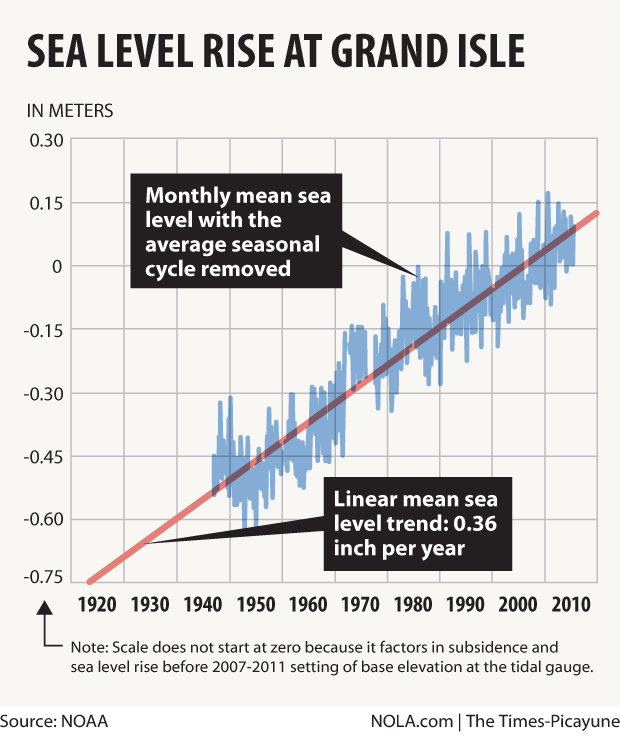 SEA LEVEL RISE AT GRAND ISLE
IN METERS
0.30
0.15
0
-0.15
-0.30
-0.45
-0.60
-0.75
Monthly mean sea
level with the
average seasonal
cycle removed
Linear mean sea
level trend: 0.36
inch per year
1920 1930 1940 1950 1960 1970 1980 1990 2000 2010
Note: Scale does not start at zero because it factors in subsidence and
sea level rise before 2007-2011 setting of base elevation at the tidal gauge.
Source: NOAA NOLA.com | The Times-Picayune